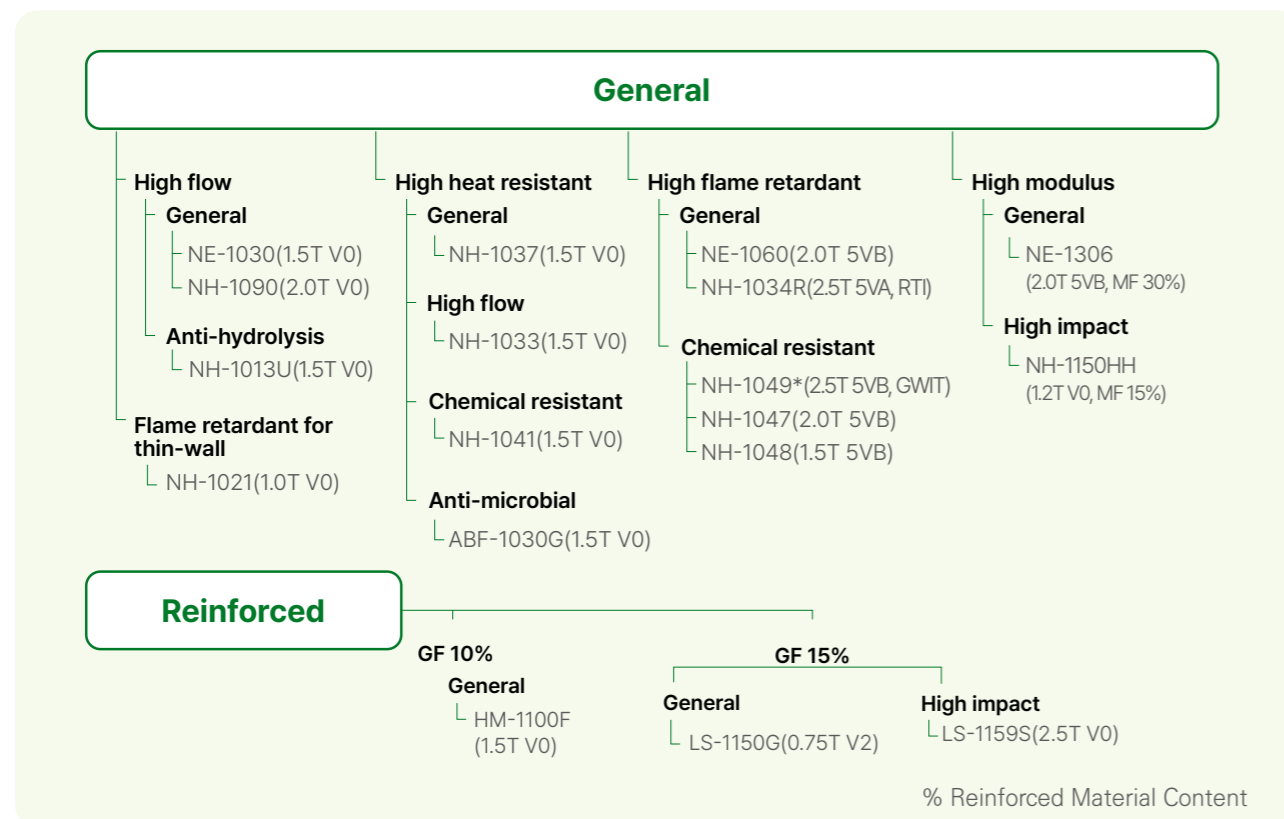 General
High flow
General
NE-1030(1.5T V0)
NH-1090(2.0T V0)
Anti-hydrolysis
NH-1013U(1.5T V0)
Flame retardant for
thin-wall
NH-1021(1.0T V0)
High heat resistant
General
NH-1037(1.5T V0)
High flow
NH-1033(1.5T V0)
Chemical resistant
NH-1041(1.5T V0)
Anti-microbial
ABF-1030G(1.5T V0)
High flame retardant
General
NE-1060(2.0T 5VB)
NH-1034R(2.5T 5VA, RTI)
Chemical resistant
NH-1049*(2.5T 5VB, GWIT)
NH-1047(2.0T 5VB)
NH-1048(1.5T 5VB)
High modulus
General
NE-1306
(2.0T 5VB, MF 30%)
High impact
NH-1150HH
(1.2T V0, MF 15%)
Reinforced
GF 10%
General
HM-1100F
(1.5T V0)
GF 15%
General
LS-1150G(0.75T V2)
High impact
LS-1159S(2.5T V0)
% Reinforced Material Content